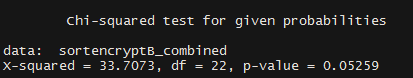 Chi-squared test for given probabilities
data:  sortencryptB_combined
X-squared = 33.7073, df = 22, p-value = 0.05259